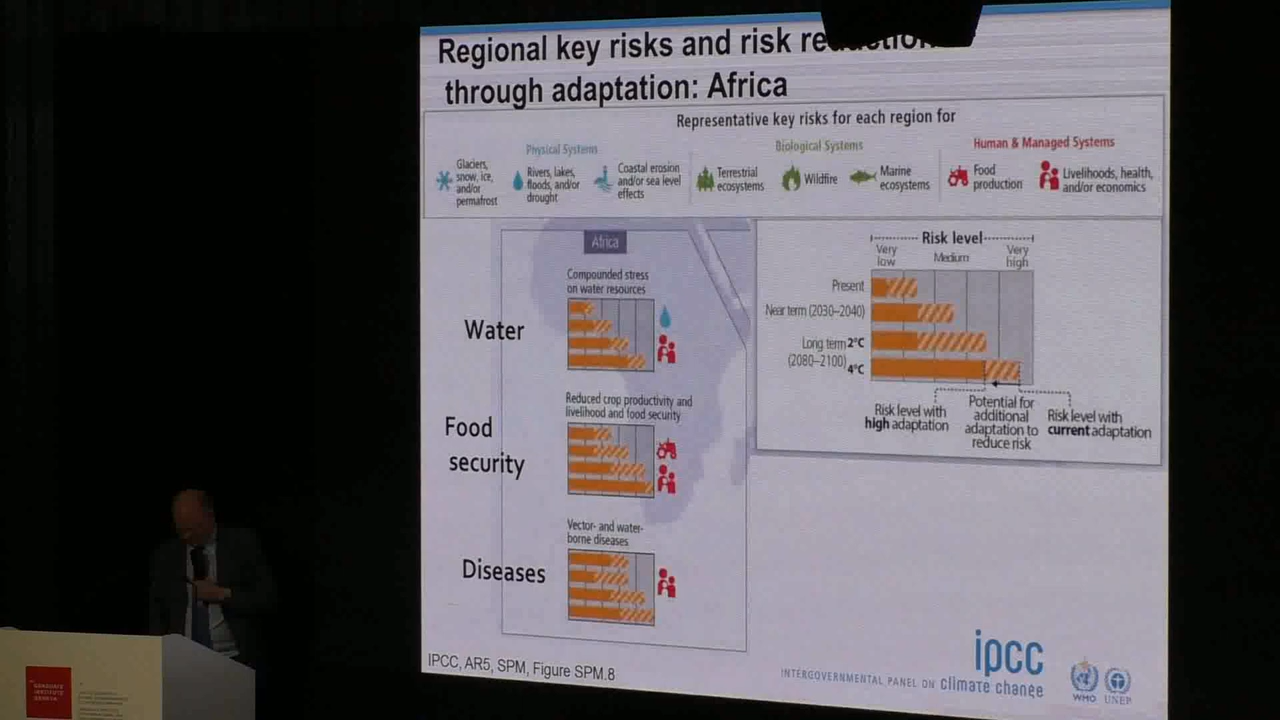 Regional key risks and risk reduction
through adaptation: Africa
Representative key risks for each region for
Physical Systems
Glaciers,
snow, ice,
and/or
permafrost
Rivers, lakes,
floods, and/or
drought
Coastal erosion
and/or sea level
effects
Biological Systems
Terrestrial
ecosystems
Wildfire
Marine
ecosystems
Human & Managed Systems
Food
production
Livelihoods, health,
and/or economics
Africa
Compounded stress
on water resources
Water
Reduced crop productivity and
livelihood and food security
Food
security
Vector- and water-
borne diseases
Diseases
Risk level
Very
low
Medium
Very
high
Present
Near term (2030–2040)
Long term 2°C
(2080–2100) 4°C
Risk level with
high adaptation
Potential for
additional
adaptation to
reduce risk
Risk level with
current adaptation
IPCC, AR5, SPM, Figure SPM.8
ipcc
INTERGOVERNMENTAL PANEL ON climate change
WHO
UNEP
GRADUATE
INSTITUTE
GENEVA